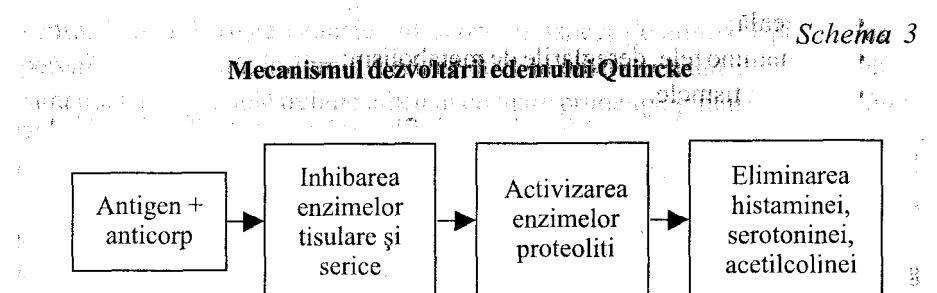 Schema 3
Mecanismul dezvoltării edemului Quincke
Antigen +
anticorp
Inhibarea
enzimelor
tisulare şi
serice
Activizarea
enzimelor
proteoliti
Eliminarea
histaminei,
serotoninei,
acetilcolinei